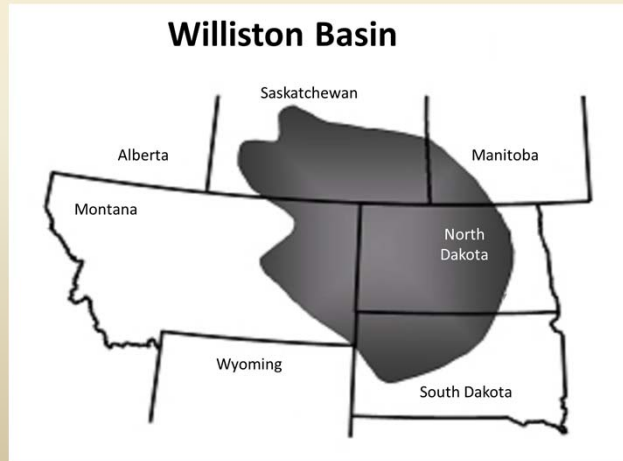 Williston Basin
Saskatchewan
Alberta
Manitoba
Montana
North
Dakota
Wyoming
South Dakota